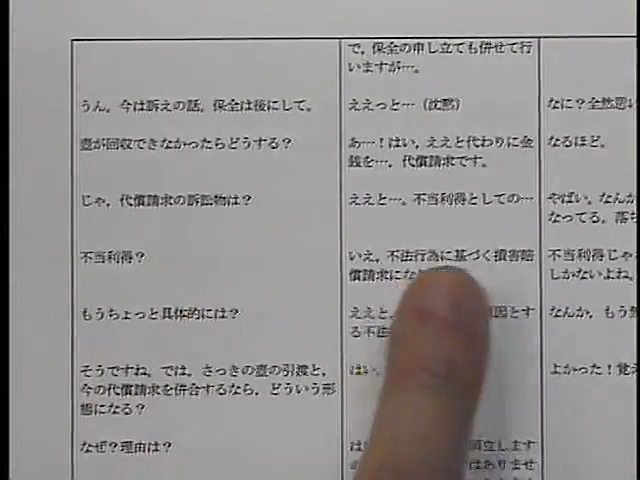 で，保全の申し立ても併せて行
いますが…。
うん。今は訴えの話，保全は後にして。
ええっと…（沈黙）
なに？全然思い
壺が回収できなかったらどうする？
あ…！はい，ええと代わりに金
銭を…，代償請求です。
なるほど。
じゃ，代償請求の訴訟物は？
ええと…。不当利得としての…
やばい。なんか
なってる。落ち
不当利得？
いえ，不法行為に基づく損害賠
償請求にな
不当利得じゃ
しかないよね。
もうちょっと具体的には？
ええと，
因とす
る不法
なんか，もう
そうですね。では，さっきの壺の引渡と，
今の代償請求を併合するなら，どういう形
態になる？
はい，
よかった！覚え
なぜ？理由は？
は
両立します
はありませ